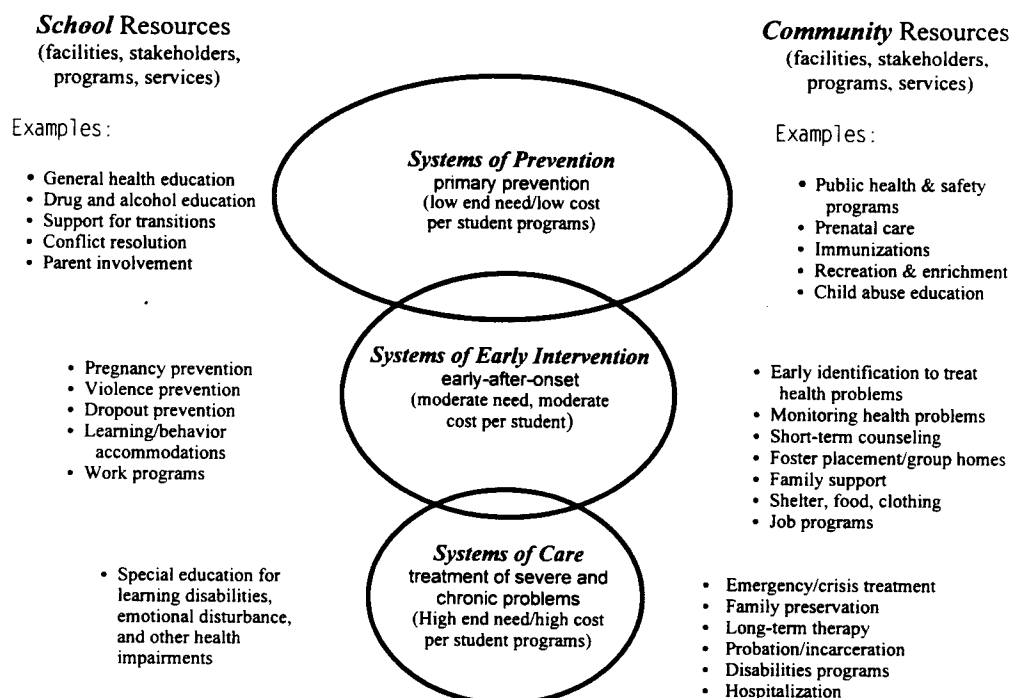 School Resources
(facilities, stakeholders,
programs, services)
Examples:
• General health education
• Drug and alcohol education
• Support for transitions
• Conflict resolution
• Parent involvement
• Pregnancy prevention
• Violence prevention
• Dropout prevention
• Learning/behavior
accommodations
• Work programs
• Special education for
learning disabilities,
emotional disturbance,
and other health
impairments
Systems of Prevention
primary prevention
(low end need/low cost
per student programs)
Systems of Early Intervention
early-after-onset
(moderate need, moderate
cost per student)
Systems of Care
treatment of severe and
chronic problems
(High end need/high cost
per student programs)
Community Resources
(facilities, stakeholders,
programs, services)
Examples:
• Public health & safety
programs
• Prenatal care
• Immunizations
• Recreation & enrichment
• Child abuse education
• Early identification to treat
health problems
• Monitoring health problems
• Short-term counseling
• Foster placement/group homes
• Family support
• Shelter, food, clothing
• Job programs
• Emergency/crisis treatment
• Family preservation
• Long-term therapy
• Probation/incarceration
• Disabilities programs
• Hospitalization